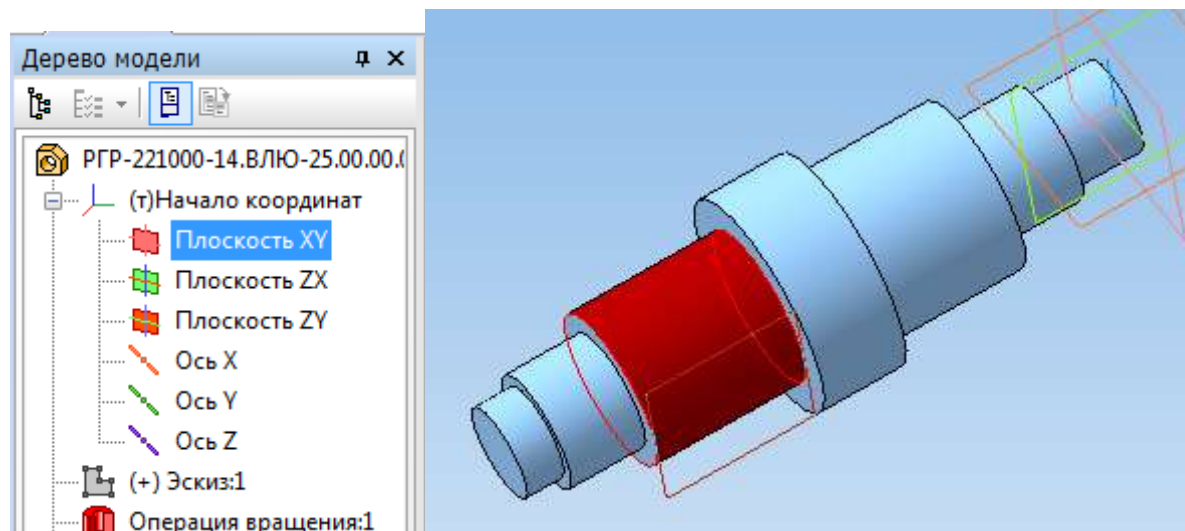 Дерево модели
РГР-221000-14.ВЛЮ-25.00.00.
(т)Начало координат
Плоскость XY
Плоскость ZX
Плоскость ZY
Ось X
Ось Y
Ось Z
(+) Эскиз:1
Операция вращения:1